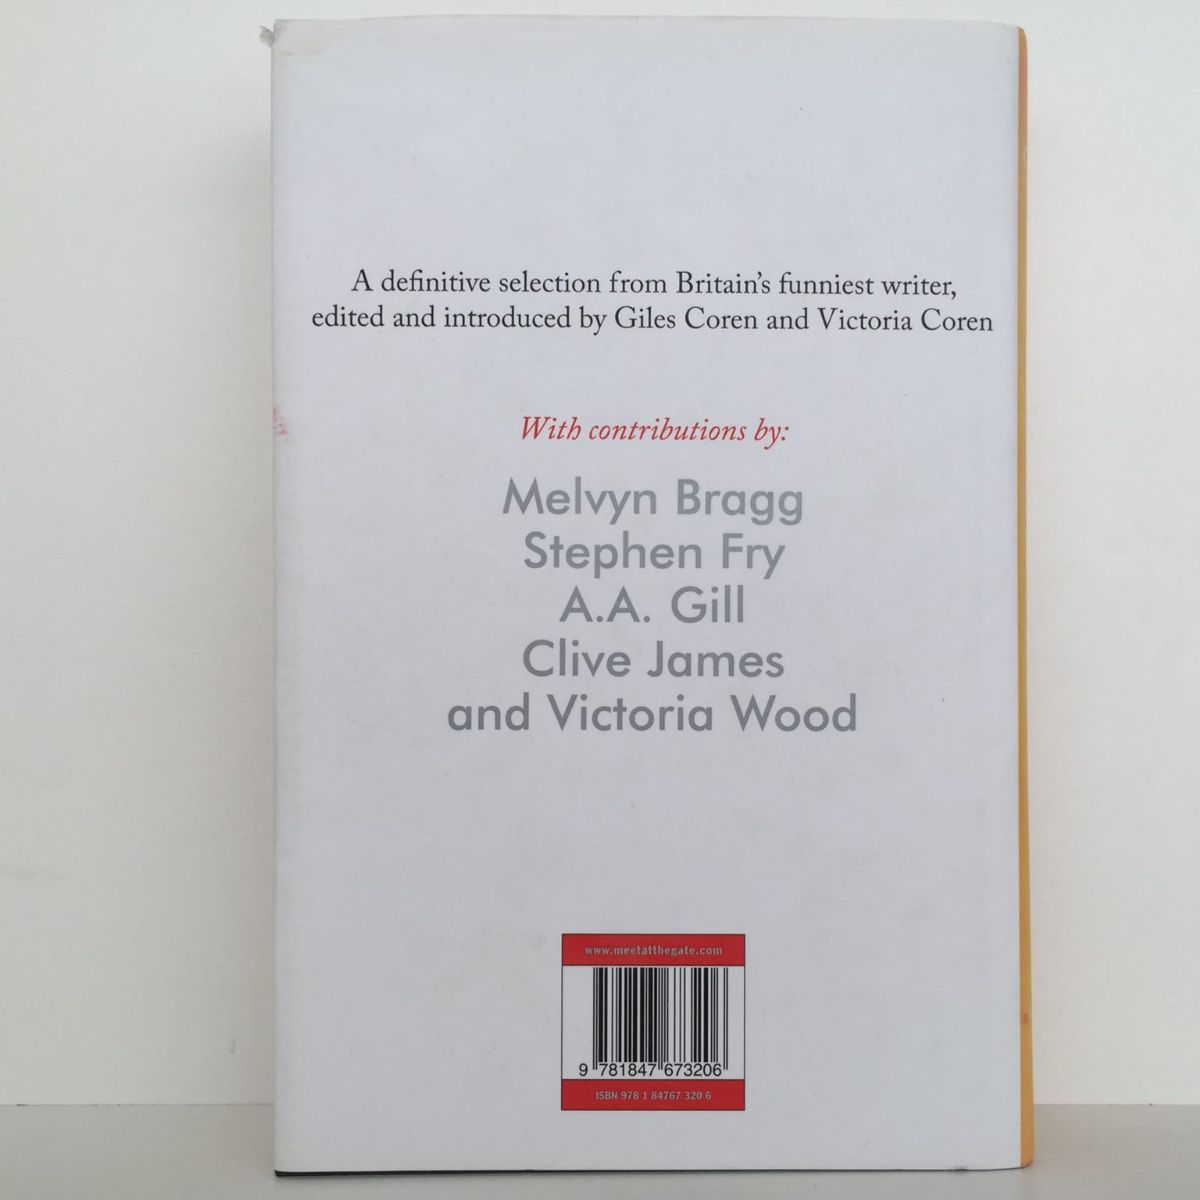 A definitive selection from Britain's funniest writer,
edited and introduced by Giles Coren and Victoria Coren
With contributions by:
Melvyn Bragg
Stephen Fry
A.A. Gill
Clive James
and Victoria Wood
www.meetatthegate.com
9 781847 673206
ISBN 978 1 84767 320 6